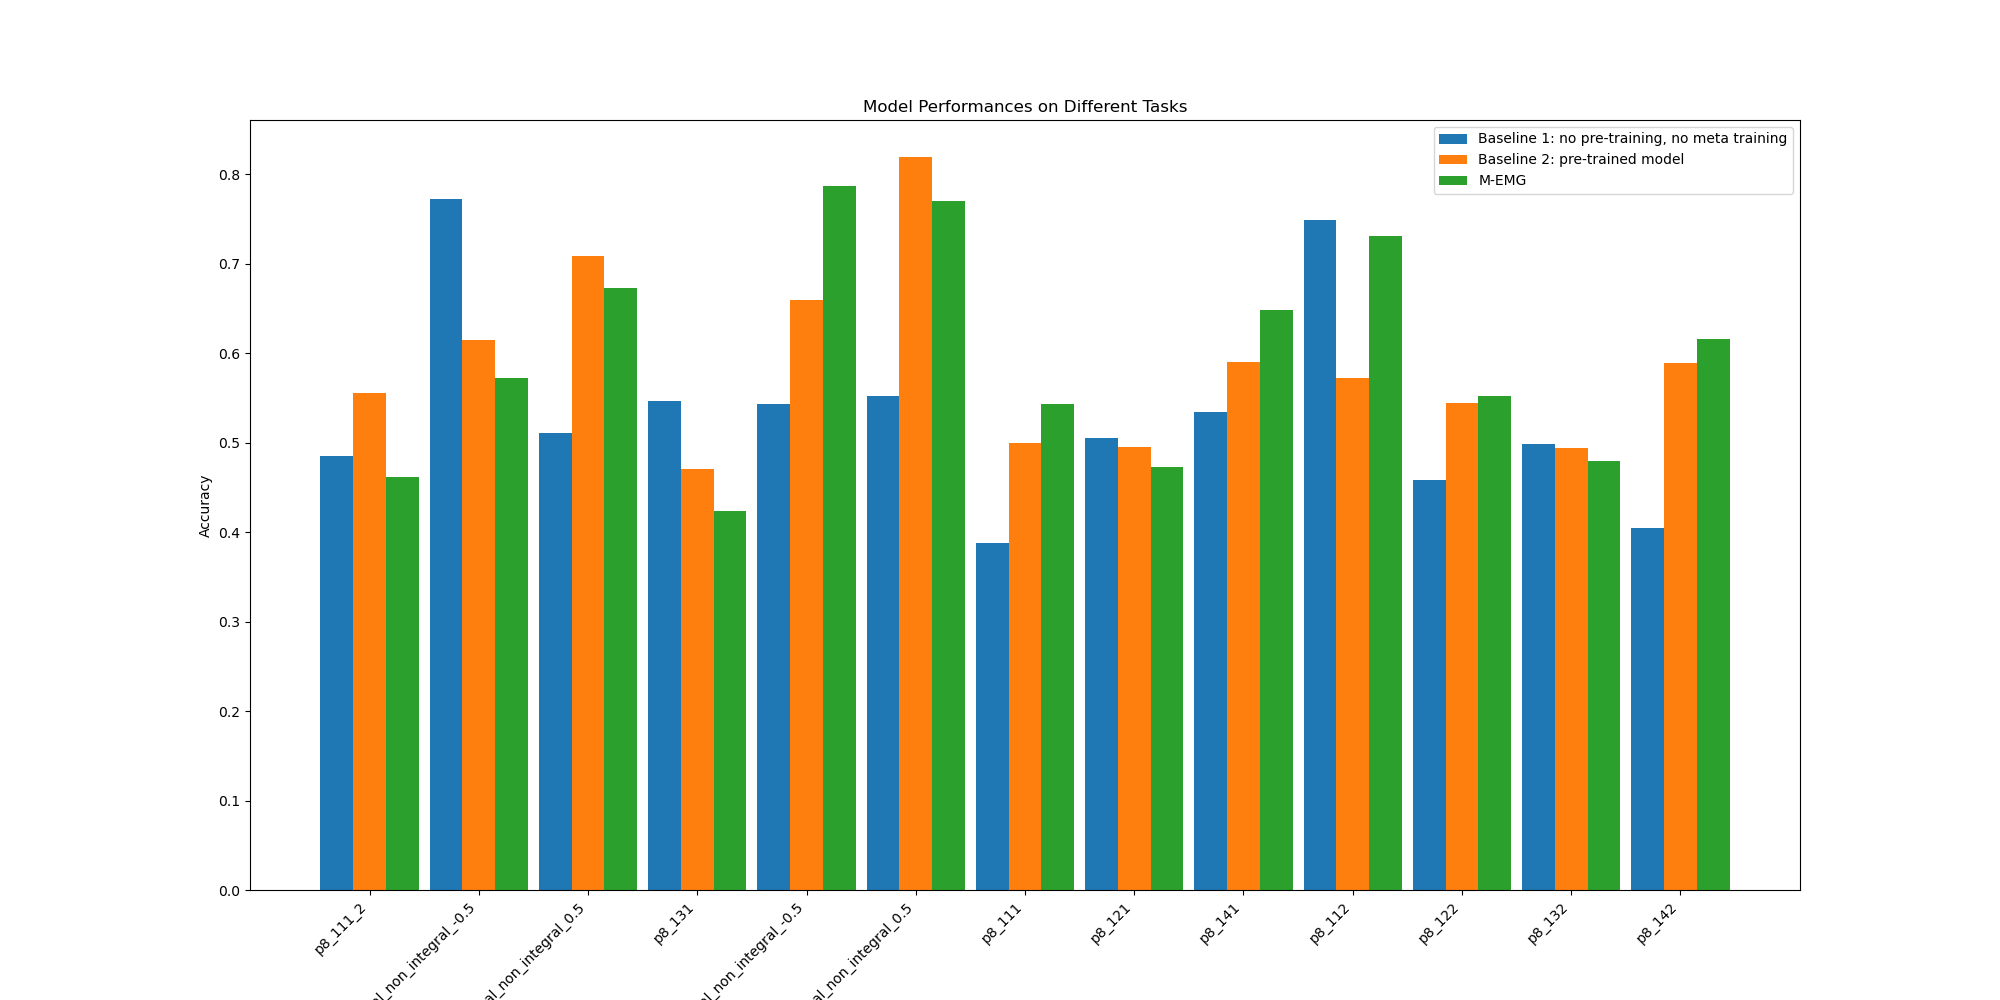 Model Performances on Different Tasks
Baseline 1: no pre-training, no meta training
Baseline 2: pre-trained model
M-EMG
Accuracy
0.8
0.7
0.6
0.5
0.4
0.3
0.2
0.1
0.0
p8_111_2
al_non_integral_-0.5
al_non_integral_0.5
p8_131
al_non_integral_-0.5
al_non_integral_0.5
p8_111
p8_121
p8_141
p8_112
p8_122
p8_132
p8_142